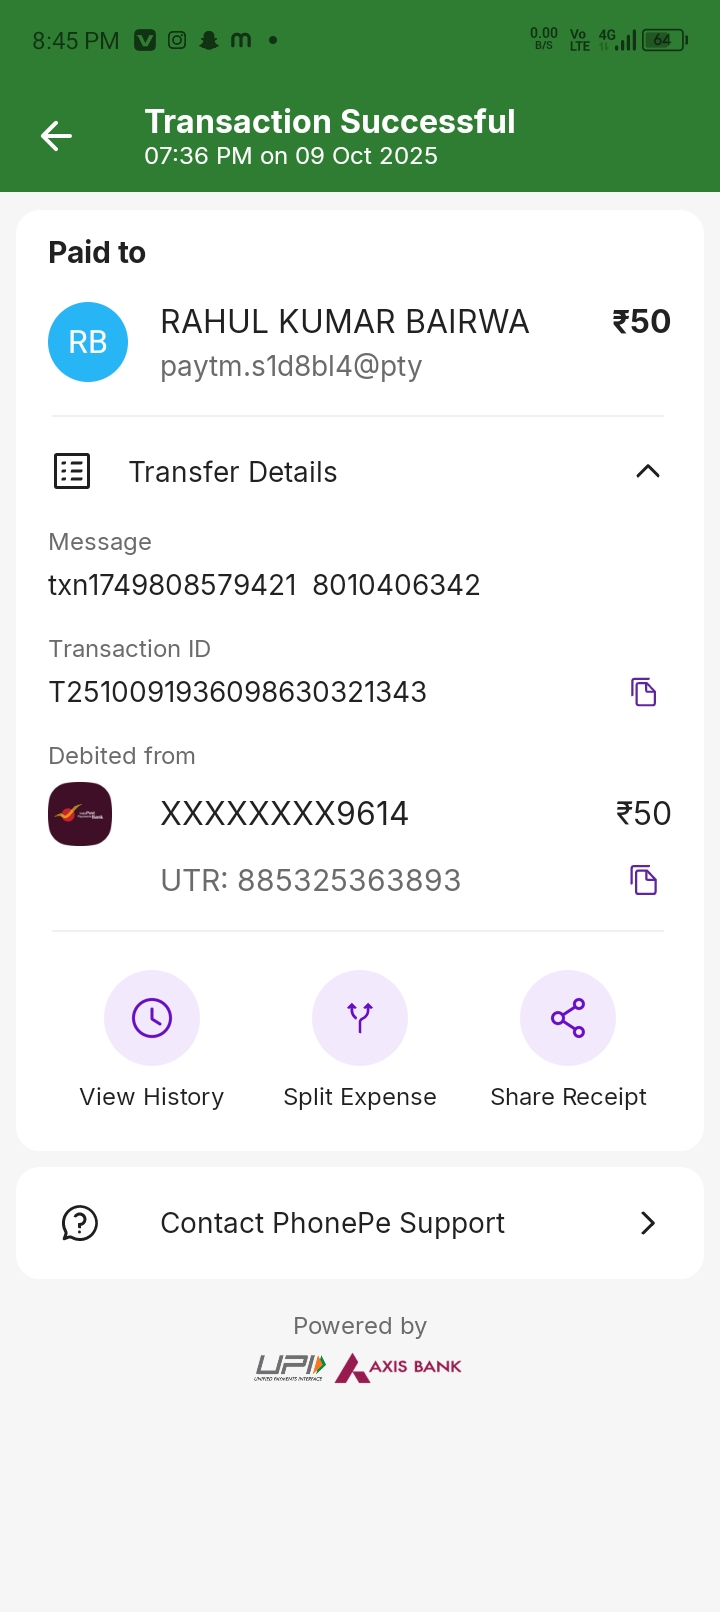 8:45 PM
0.00 B/S Vo LTE 4G 64
Transaction Successful
07:36 PM on 09 Oct 2025
Paid to
RB RAHUL KUMAR BAIRWA ₹50
paytm.s1d8bl4@pty
Transfer Details
Message
txn1749808579421 8010406342
Transaction ID
T2510091936098630321343
Debited from
XXXXXXXX9614 ₹50
UTR: 885325363893
View History Split Expense Share Receipt
Contact PhonePe Support
Powered by
UPI AXIS BANK
UNIFIED PAYMENTS INTERFACE